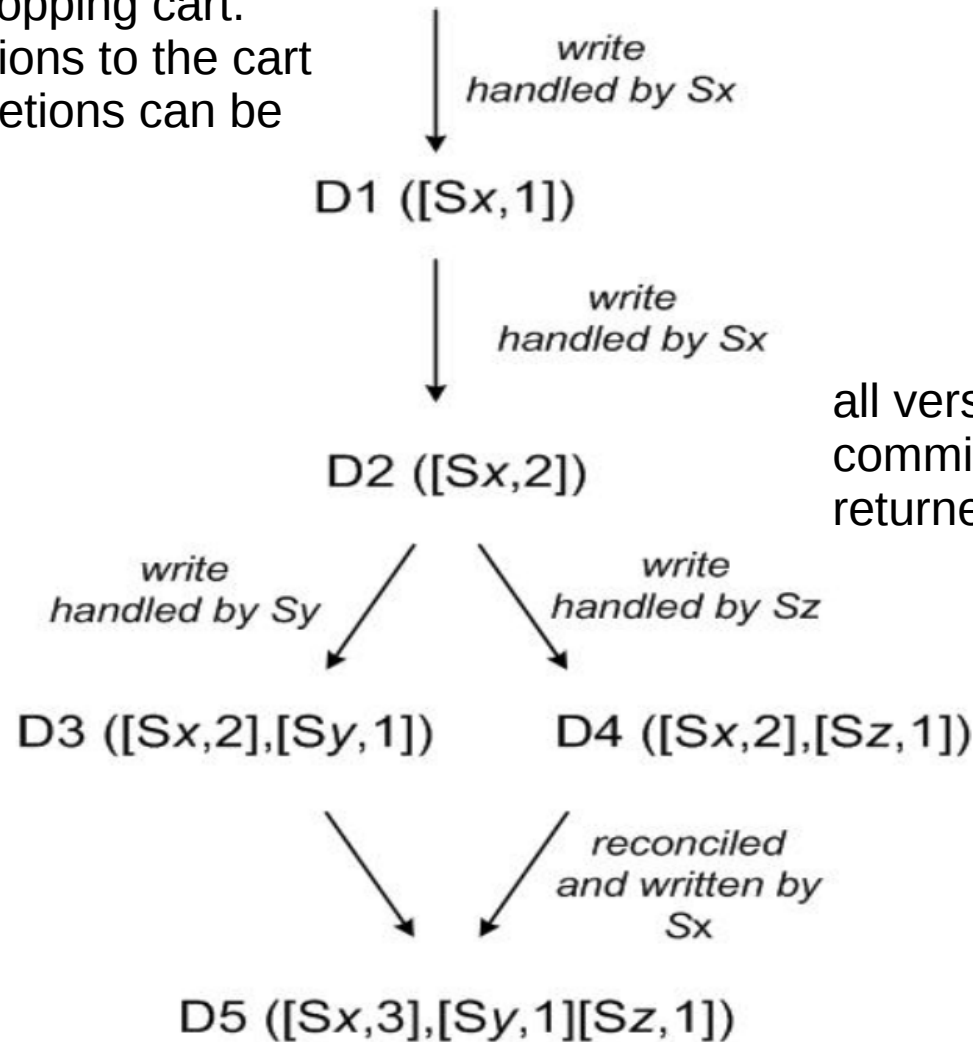 opping cart.
ions to the cart
etions can be
write
handled by Sx
D1 ([Sx,1])
write
handled by Sx
all vers
commi
returne
D2 ([Sx,2])
write
handled by Sy
write
handled by Sz
D3 ([Sx,2],[Sy,1])
D4 ([Sx,2],[Sz,1])
reconciled
and written by
Sx
D5 ([Sx,3],[Sy,1][Sz,1])